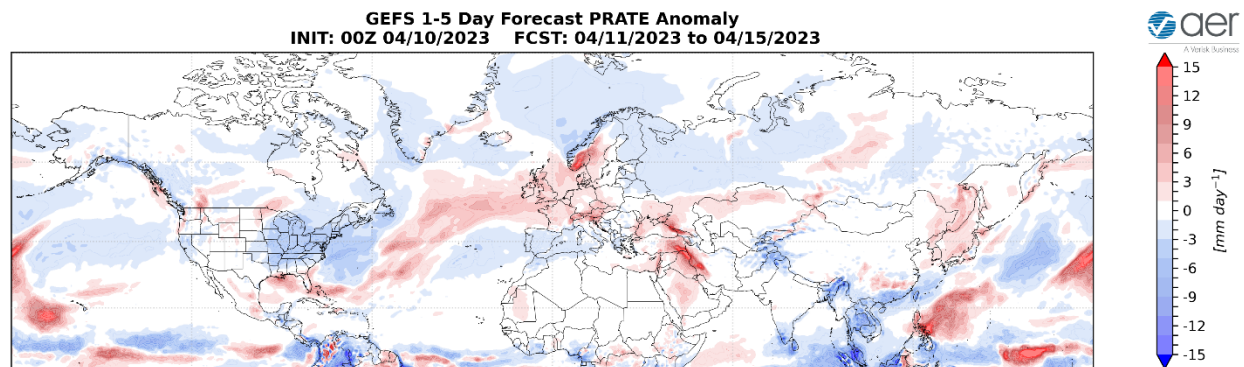 GEFS 1-5 Day Forecast PRATE Anomaly
INIT: 00Z 04/10/2023    FCST: 04/11/2023 to 04/15/2023
aer
A Verisk Business
15
12
9
6
3
0
-3
-6
-9
-12
-15
[mm day⁻¹]